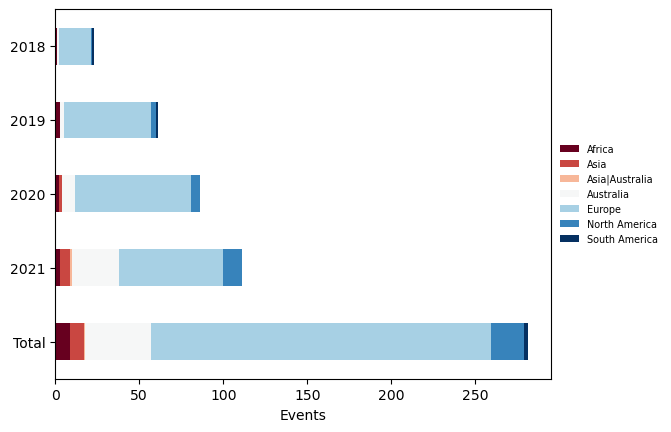 2018
2019
2020
2021
Total
0 50 100 150 200 250
Events
Africa
Asia
Asia|Australia
Australia
Europe
North America
South America